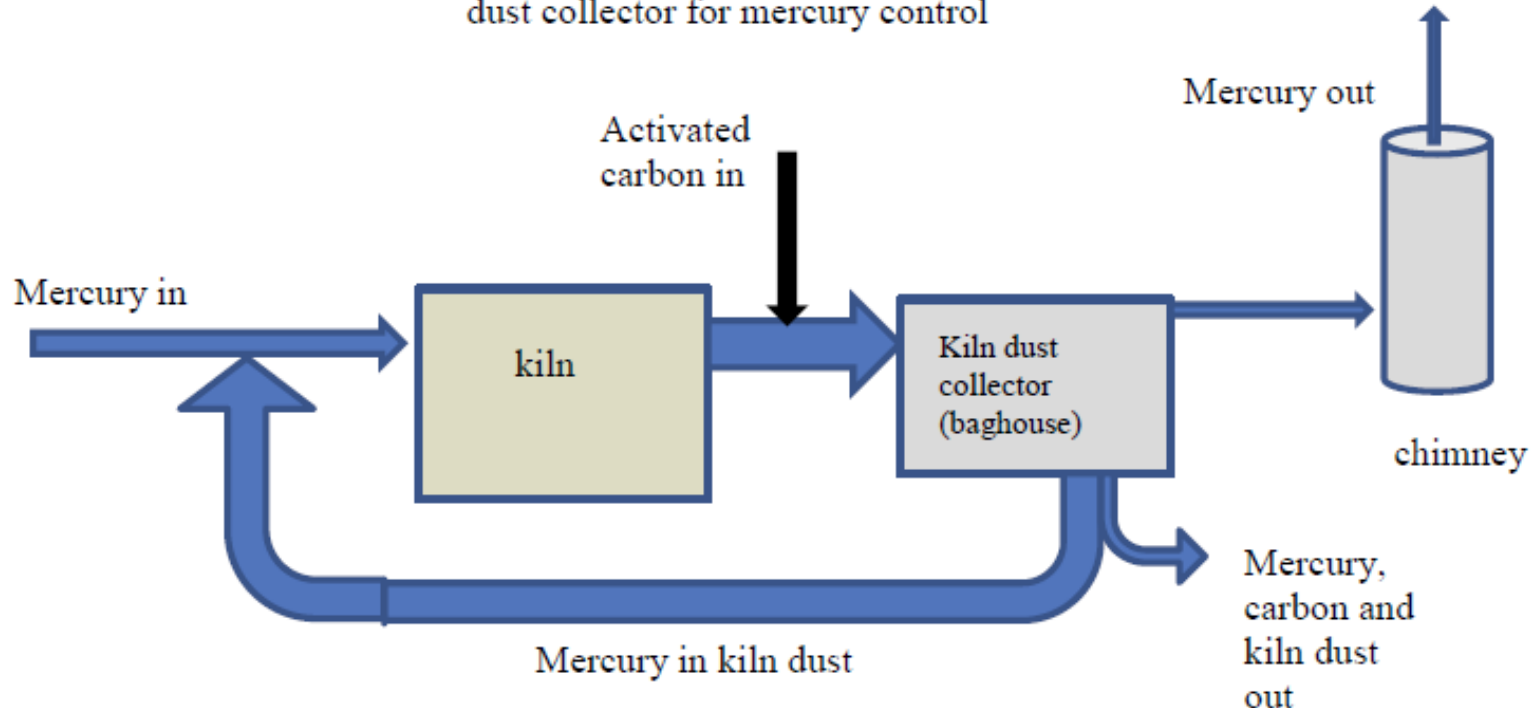 dust collector for mercury control
Mercury out
Activated
carbon in
Mercury in
kiln
Kiln dust
collector
(baghouse)
chimney
Mercury in kiln dust
Mercury,
carbon and
kiln dust
out